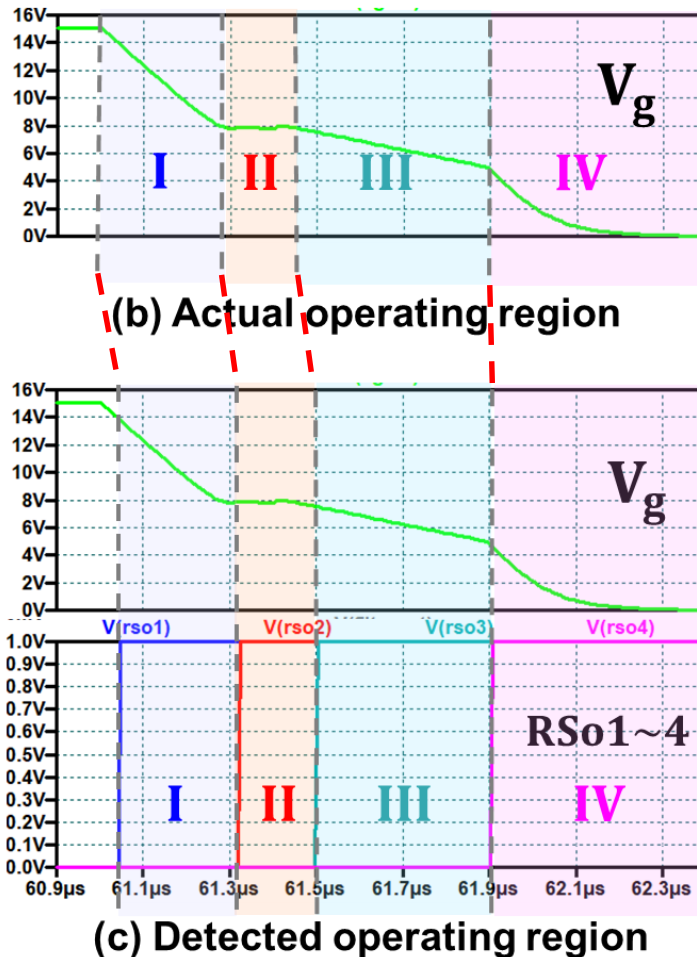 16V
14V
12V
10V
8V
6V
4V
2V
0V
Vg
I II III IV
(b) Actual operating region
16V
14V
12V
10V
8V
6V
4V
2V
0V
Vg
V(rso1) V(rso2) V(rso3) V(rso4)
1.0V
0.9V
0.8V
0.7V
0.6V
0.5V
0.4V
0.3V
0.2V
0.1V
0.0V
RSo1~4
I II III IV
60.9µs 61.1µs 61.3µs 61.5µs 61.7µs 61.9µs 62.1µs 62.3µs
(c) Detected operating region